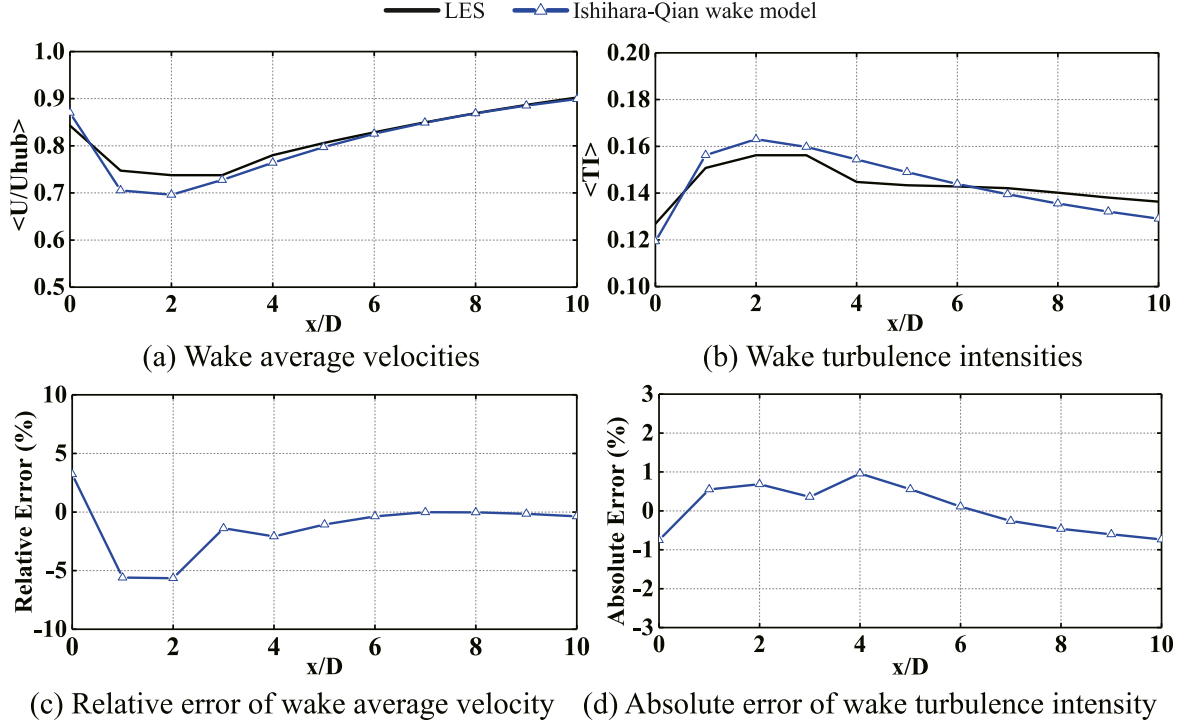 LES Ishihara-Qian wake model
1.0
0.9
0.8
0.7
0.6
0.5
<U/Uhub>
0 2 4 6 8 10
x/D
(a) Wake average velocities
0.20
0.18
0.16
0.14
0.12
0.10
<TI>
0 2 4 6 8 10
x/D
(b) Wake turbulence intensities
10
5
0
-5
-10
Relative Error (%)
0 2 4 6 8 10
x/D
(c) Relative error of wake average velocity
3
2
1
0
-1
-2
-3
Absolute Error (%)
0 2 4 6 8 10
x/D
(d) Absolute error of wake turbulence intensity